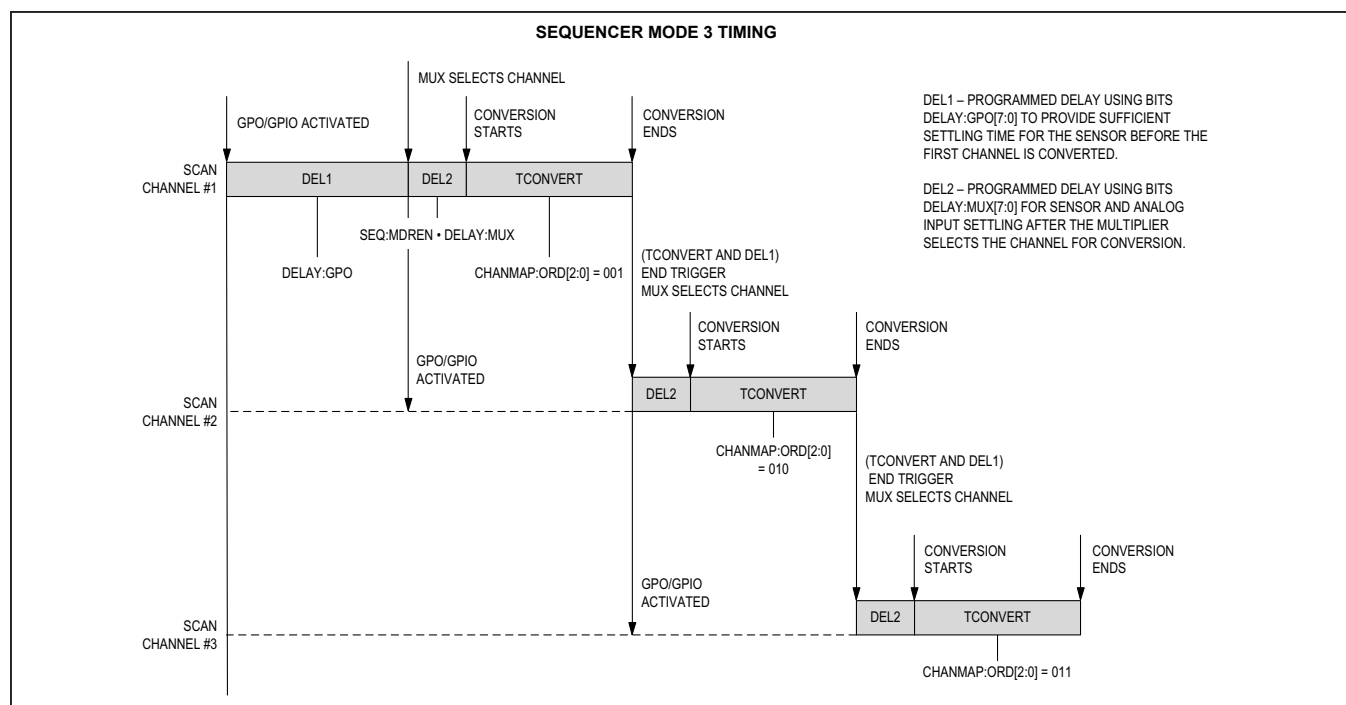 SEQUENCER MODE 3 TIMING
MUX SELECTS CHANNEL
GPO/GPIO ACTIVATED
CONVERSION
STARTS
CONVERSION
ENDS
SCAN
CHANNEL #1
DEL1
DEL2
TCONVERT
SEQ:MDREN • DELAY:MUX
DELAY:GPO
CHANMAP:ORD[2:0] = 001
DEL1 – PROGRAMMED DELAY USING BITS
DELAY:GPO[7:0] TO PROVIDE SUFFICIENT
SETTLING TIME FOR THE SENSOR BEFORE THE
FIRST CHANNEL IS CONVERTED.
DEL2 – PROGRAMMED DELAY USING BITS
DELAY:MUX[7:0] FOR SENSOR AND ANALOG
INPUT SETTLING AFTER THE MULTIPLIER
SELECTS THE CHANNEL FOR CONVERSION.
(TCONVERT AND DEL1)
END TRIGGER
MUX SELECTS CHANNEL
CONVERSION
STARTS
CONVERSION
ENDS
GPO/GPIO
ACTIVATED
SCAN
CHANNEL #2
DEL2
TCONVERT
CHANMAP:ORD[2:0]
= 010
(TCONVERT AND DEL1)
END TRIGGER
MUX SELECTS CHANNEL
CONVERSION
STARTS
CONVERSION
ENDS
GPO/GPIO
ACTIVATED
SCAN
CHANNEL #3
DEL2
TCONVERT
CHANMAP:ORD[2:0] = 011